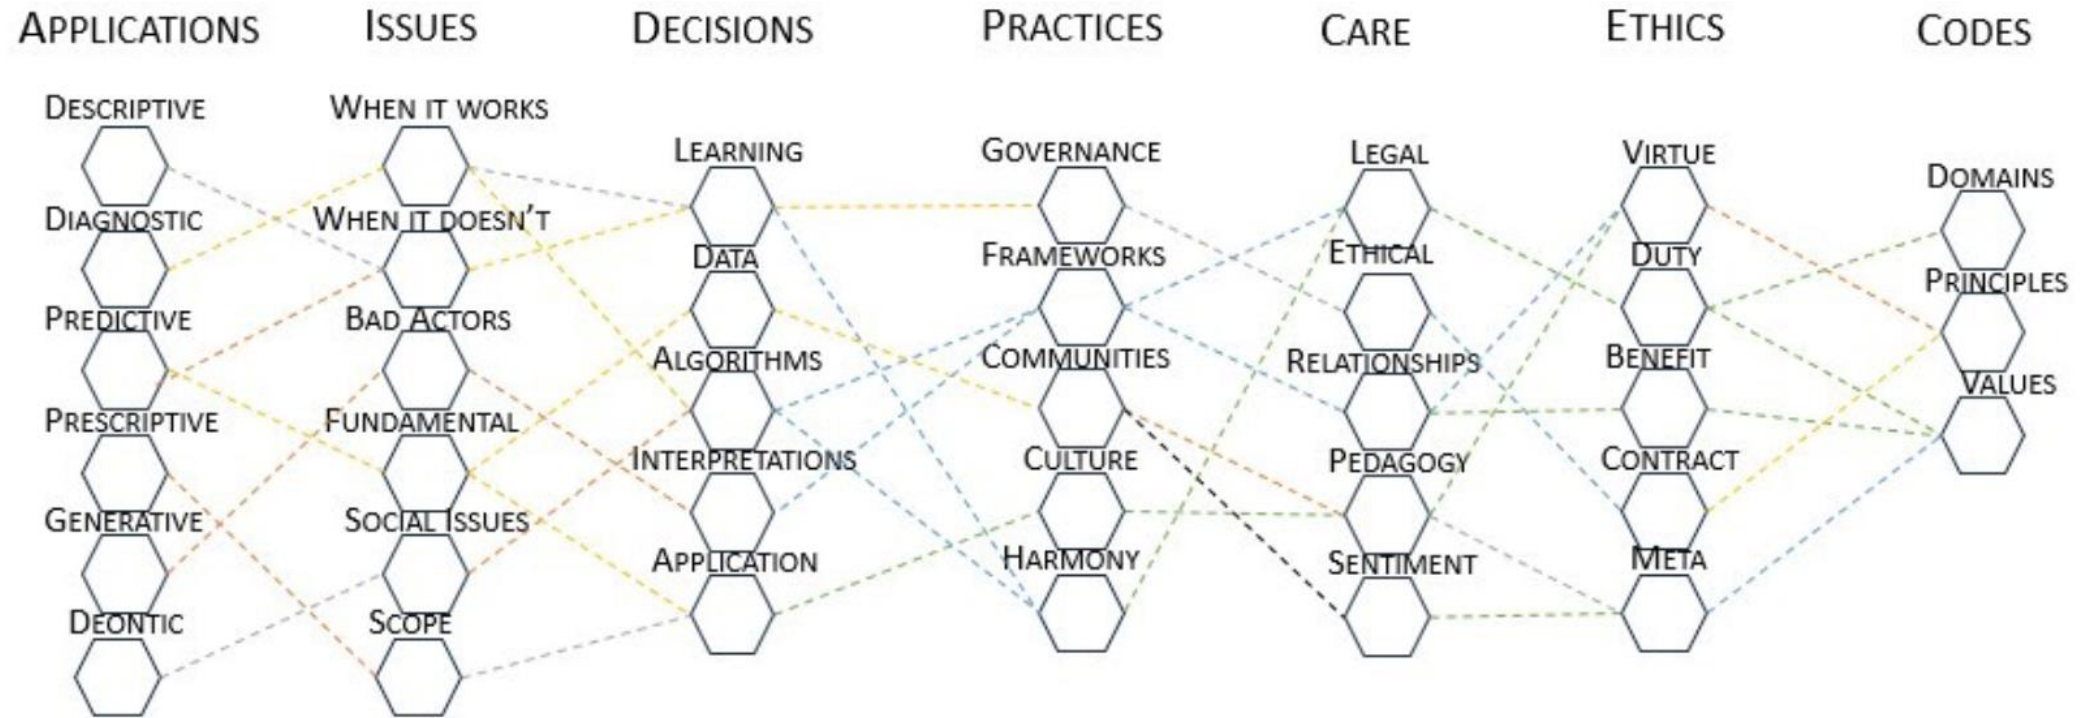 APPLICATIONS
DESCRIPTIVE
DIAGNOSTIC
PREDICTIVE
PRESCRIPTIVE
GENERATIVE
DEONTIC
ISSUES
WHEN IT WORKS
WHEN IT DOESN'T
BAD ACTORS
FUNDAMENTAL
SOCIAL ISSUES
SCOPE
DECISIONS
LEARNING
DATA
ALGORITHMS
INTERPRETATIONS
APPLICATION
PRACTICES
GOVERNANCE
FRAMEWORKS
COMMUNITIES
CULTURE
HARMONY
CARE
LEGAL
ETHICAL
RELATIONSHIPS
PEDAGOGY
SENTIMENT
ETHICS
VIRTUE
DUTY
BENEFIT
CONTRACT
META
CODES
DOMAINS
PRINCIPLES
VALUES